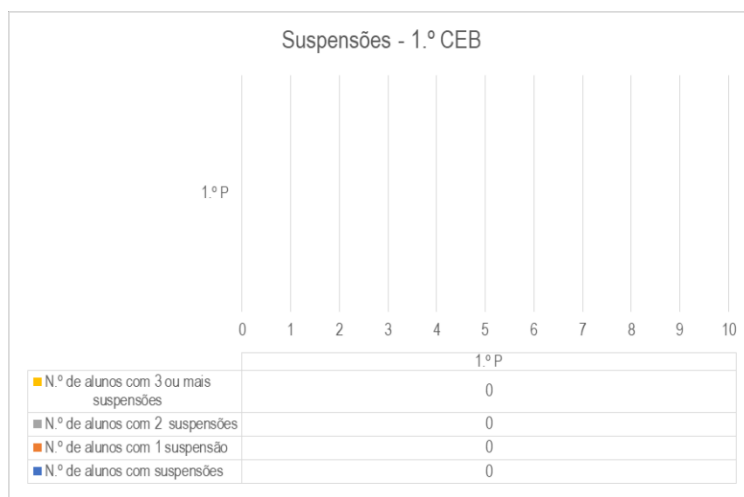 Suspensões - 1.º CEB
1.º P
0 1 2 3 4 5 6 7 8 9 10
1.º P
N.º de alunos com 3 ou mais
suspensões
0
N.º de alunos com 2 suspensões 0
N.º de alunos com 1 suspensão 0
N.º de alunos com suspensões 0